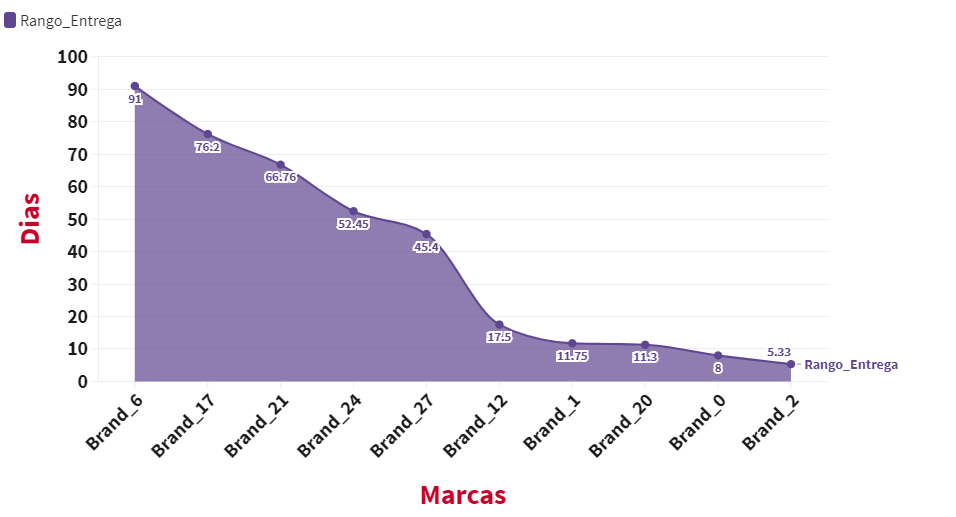 Rango_Entrega
100
90
80
70
60
50
40
30
20
10
0
Dias
91
76.2
66.76
52.45
45.4
17.5
11.75
11.3
8
5.33
Rango_Entrega
Brand_6
Brand_17
Brand_21
Brand_24
Brand_27
Brand_12
Brand_1
Brand_20
Brand_0
Brand_2
Marcas